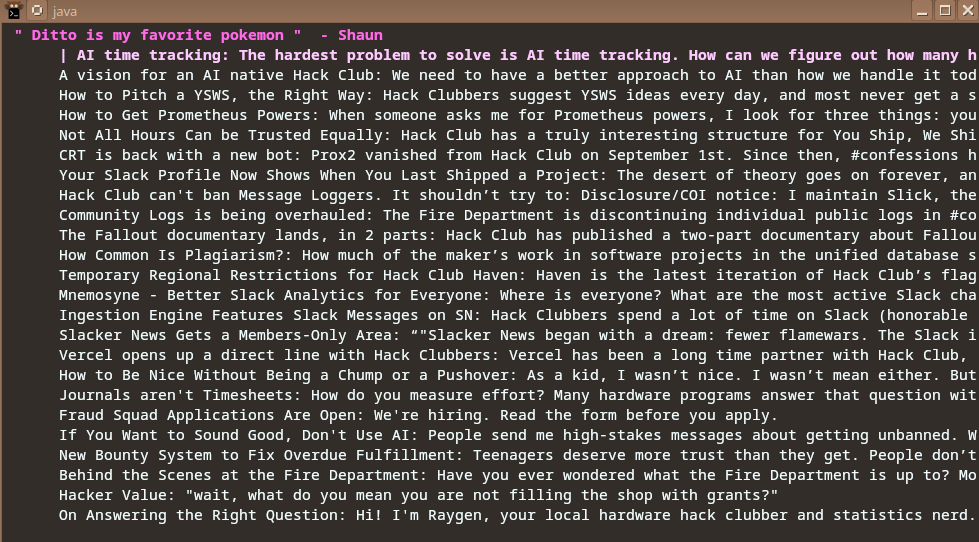 java
" Ditto is my favorite pokemon "  - Shaun
| AI time tracking: The hardest problem to solve is AI time tracking. How can we figure out how many h
A vision for an AI native Hack Club: We need to have a better approach to AI than how we handle it tod
How to Pitch a YSWS, the Right Way: Hack Clubbers suggest YSWS ideas every day, and most never get a s
How to Get Prometheus Powers: When someone asks me for Prometheus powers, I look for three things: you
Not All Hours Can be Trusted Equally: Hack Club has a truly interesting structure for You Ship, We Shi
CRT is back with a new bot: Prox2 vanished from Hack Club on September 1st. Since then, #confessions h
Your Slack Profile Now Shows When You Last Shipped a Project: The desert of theory goes on forever, an
Hack Club can't ban Message Loggers. It shouldn’t try to: Disclosure/COI notice: I maintain Slick, the
Community Logs is being overhauled: The Fire Department is discontinuing individual public logs in #co
The Fallout documentary lands, in 2 parts: Hack Club has published a two-part documentary about Fallou
How Common Is Plagiarism?: How much of the maker’s work in software projects in the unified database s
Temporary Regional Restrictions for Hack Club Haven: Haven is the latest iteration of Hack Club’s flag
Mnemosyne - Better Slack Analytics for Everyone: Where is everyone? What are the most active Slack cha
Ingestion Engine Features Slack Messages on SN: Hack Clubbers spend a lot of time on Slack (honorable
Slacker News Gets a Members-Only Area: “"Slacker News began with a dream: fewer flamewars. The Slack i
Vercel opens up a direct line with Hack Clubbers: Vercel has been a long time partner with Hack Club,
How to Be Nice Without Being a Chump or a Pushover: As a kid, I wasn’t nice. I wasn’t mean either. But
Journals aren't Timesheets: How do you measure effort? Many hardware programs answer that question wit
Fraud Squad Applications Are Open: We're hiring. Read the form before you apply.
If You Want to Sound Good, Don't Use AI: People send me high-stakes messages about getting unbanned. W
New Bounty System to Fix Overdue Fulfillment: Teenagers deserve more trust than they get. People don’t
Behind the Scenes at the Fire Department: Have you ever wondered what the Fire Department is up to? Mo
Hacker Value: "wait, what do you mean you are not filling the shop with grants?"
On Answering the Right Question: Hi! I'm Raygen, your local hardware hack clubber and statistics nerd.